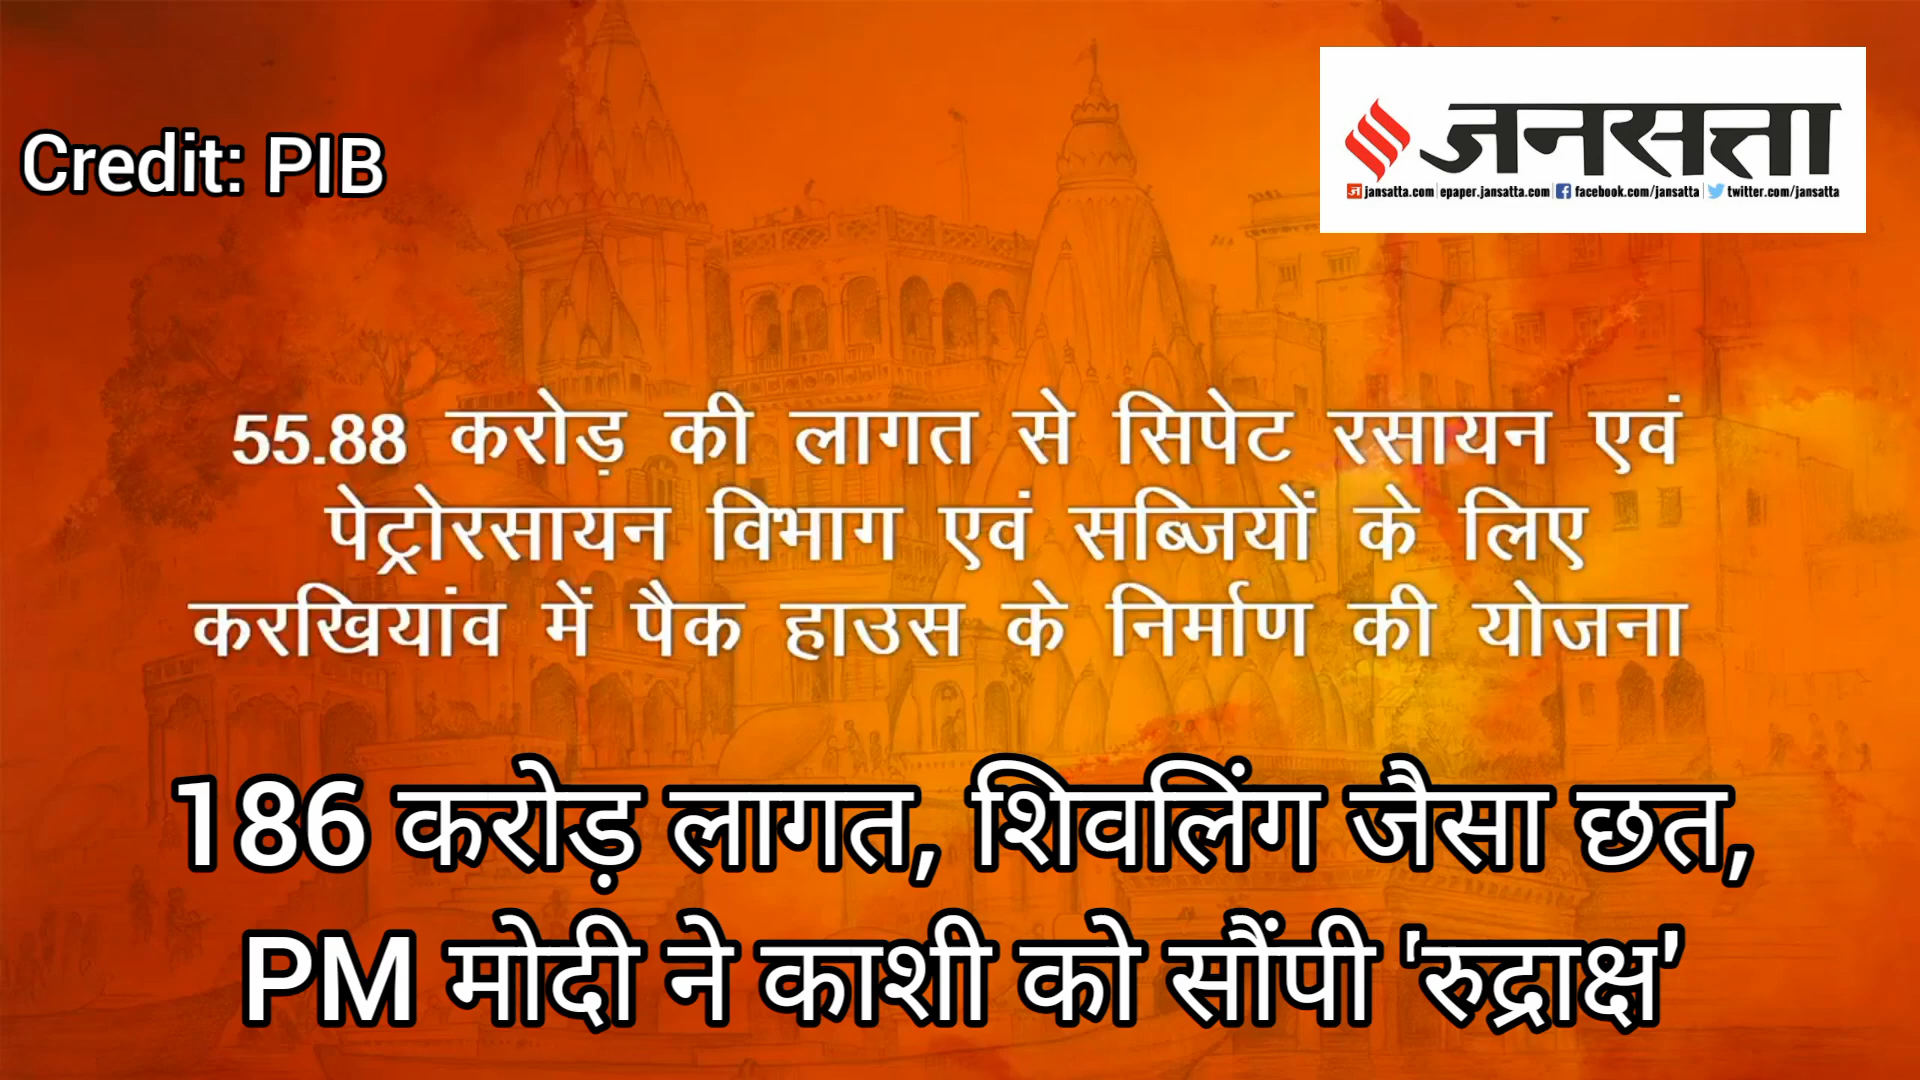 Credit: PIB
जनसत्ता
jansatta.com epaper.jansatta.com facebook.com/jansatta twitter.com/jansatta
55.88 करोड़ की लागत से सिपेट रसायन एवं
पेट्रोरसायन विभाग एवं सब्जियों के लिए
करखियांव में पैक हाउस के निर्माण की योजना
186 करोड़ लागत, शिवलिंग जैसा छत,
PM मोदी ने काशी को सौंपी 'रुद्राक्ष'